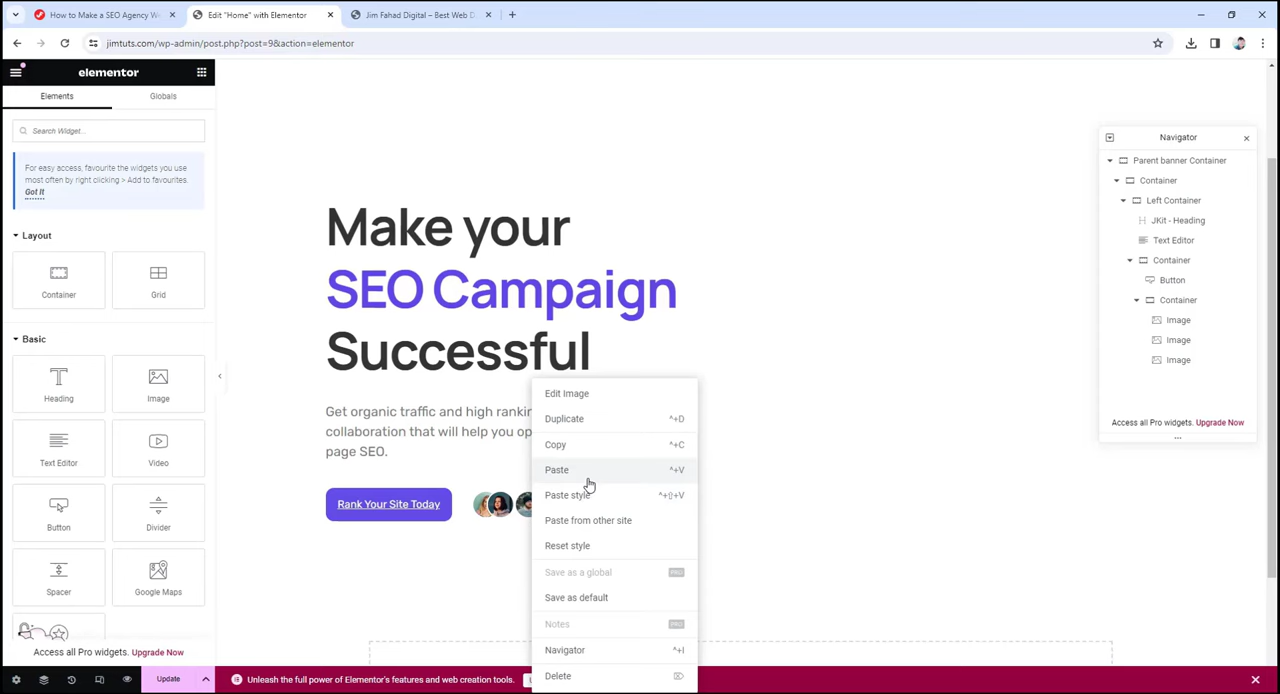 How to Make a SEO Agency We
Edit "Home" with Elementor
Jim Fahad Digital – Best Web D
jimtuts.com/wp-admin/post.php?post=9&action=elementor
elementor
Elements
Globals
Search Widget...
For easy access, favourite the widgets you use
most often by right clicking > Add to favourites.
Got It
Layout
Container
Grid
Basic
Heading
Image
Text Editor
Video
Button
Divider
Spacer
Google Maps
Access all Pro widgets. Upgrade Now
Update
Make your
SEO Campaign
Successful
Get organic traffic and high rankin
collaboration that will help you op
page SEO.
Rank Your Site Today
Edit Image
Duplicate ^+D
Copy ^+C
Paste ^+V
Paste style ^+⇧+V
Paste from other site
Reset style
Save as a global PRO
Save as default
Notes PRO
Navigator ^+I
Delete ⌦
Navigator
Parent banner Container
Container
Left Container
JKit - Heading
Text Editor
Container
Button
Container
Image
Image
Image
Access all Pro widgets. Upgrade Now
Unleash the full power of Elementor's features and web creation tools.